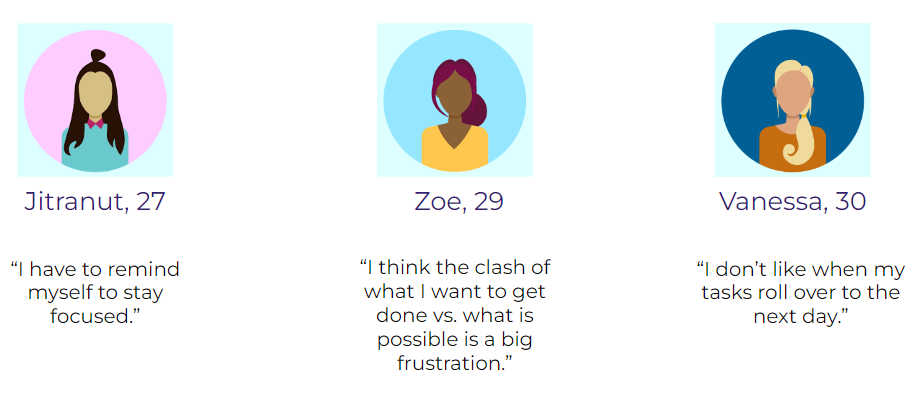 Jitranut, 27
“I have to remind
myself to stay
focused.”
Zoe, 29
“I think the clash of
what I want to get
done vs. what is
possible is a big
frustration.”
Vanessa, 30
“I don’t like when my
tasks roll over to the
next day.”